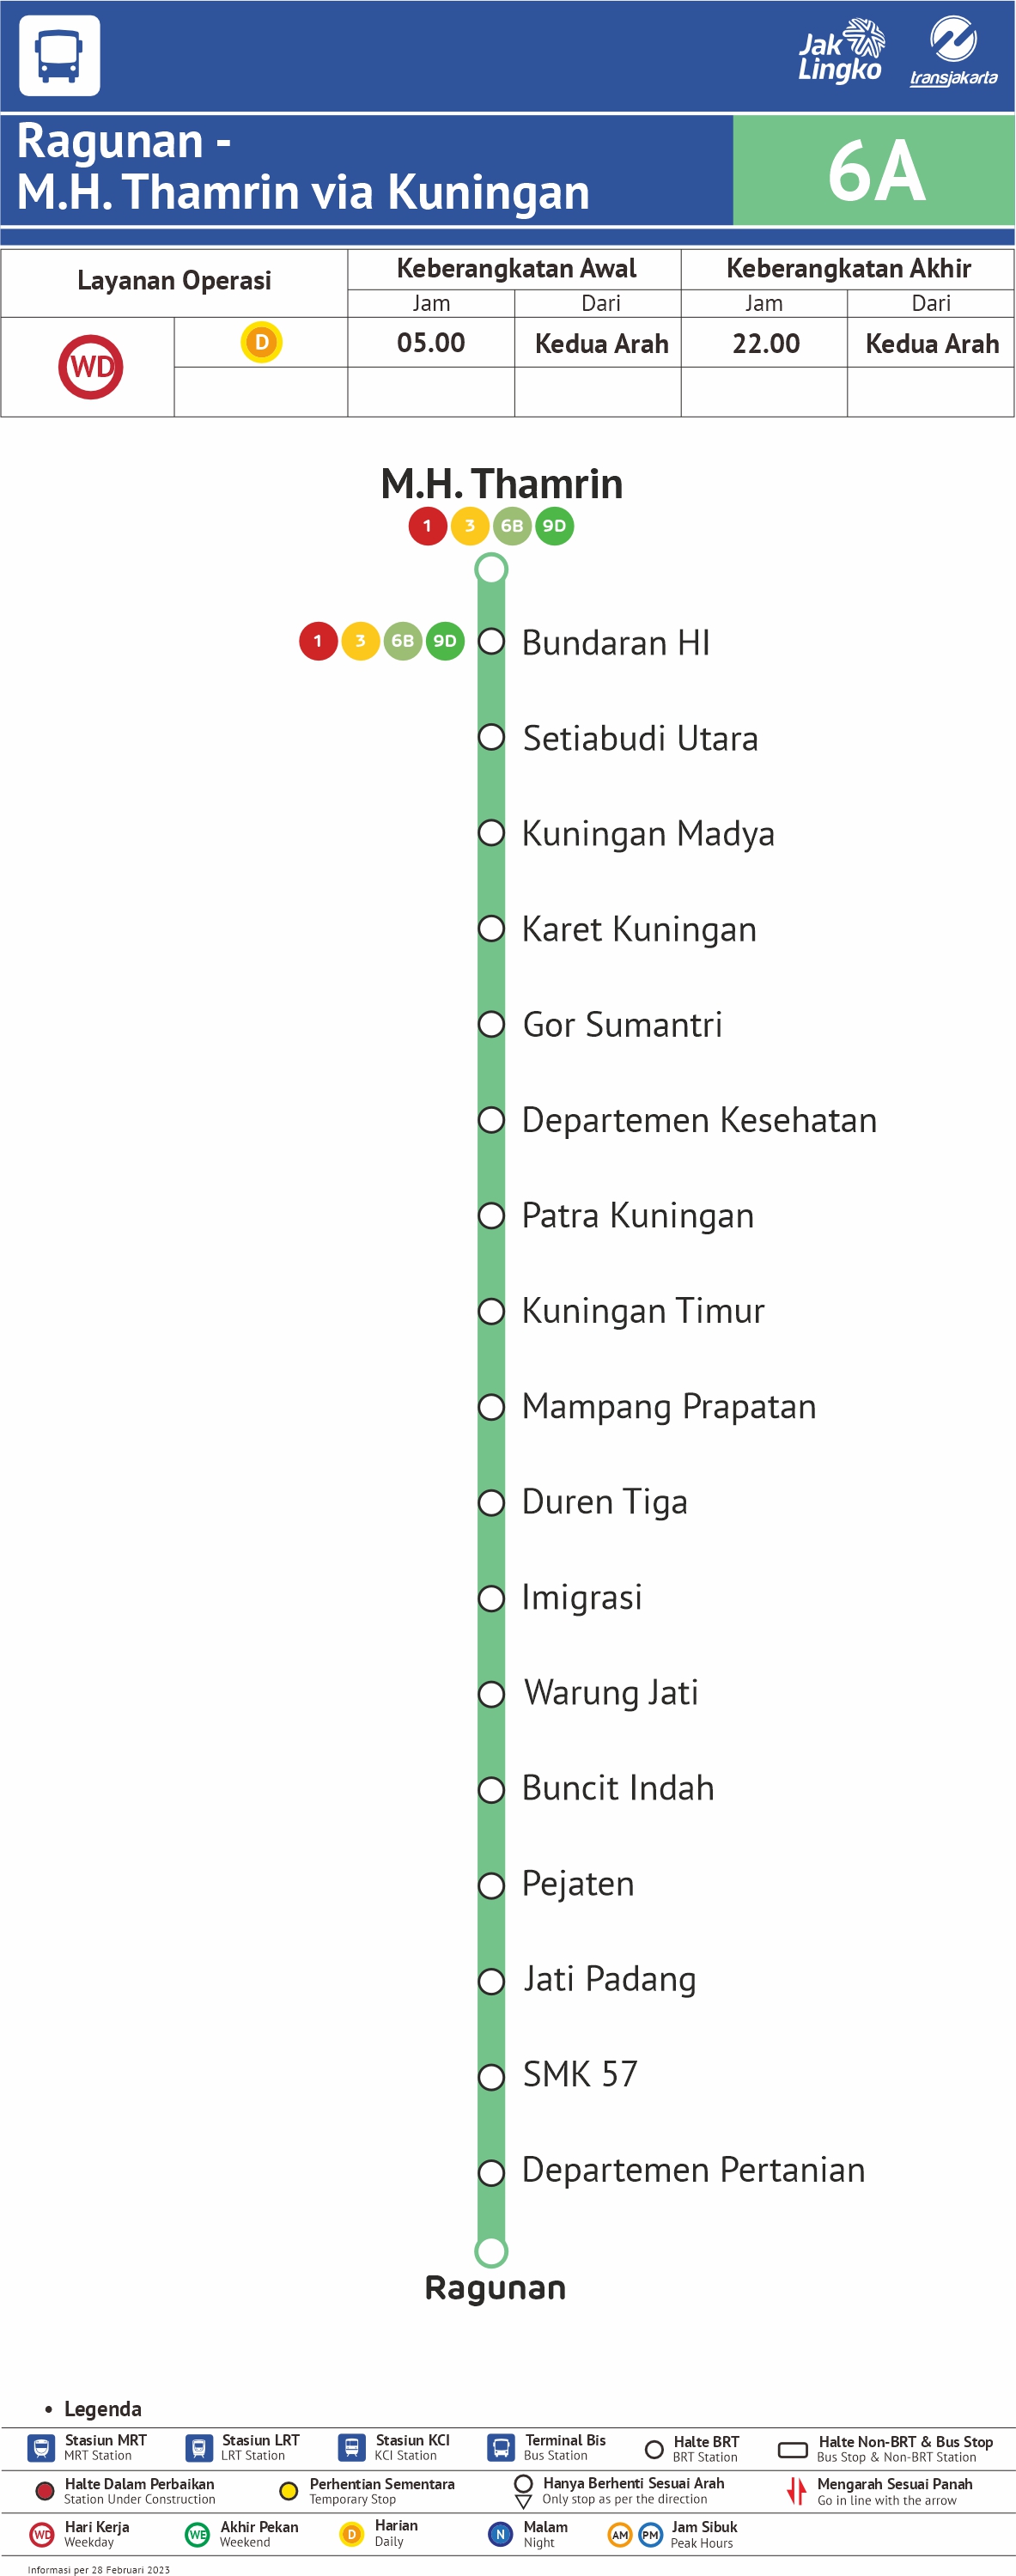 Jak
Lingko
transjakarta
Ragunan -
M.H. Thamrin via Kuningan
6A
Layanan Operasi
Keberangkatan Awal
Keberangkatan Akhir
Jam
Dari
Jam
Dari
WD
D
05.00
Kedua Arah
22.00
Kedua Arah
M.H. Thamrin
1 3 6B 9D
1 3 6B 9D
Bundaran HI
Setiabudi Utara
Kuningan Madya
Karet Kuningan
Gor Sumantri
Departemen Kesehatan
Patra Kuningan
Kuningan Timur
Mampang Prapatan
Duren Tiga
Imigrasi
Warung Jati
Buncit Indah
Pejaten
Jati Padang
SMK 57
Departemen Pertanian
Ragunan
• Legenda
Stasiun MRT
MRT Station
Stasiun LRT
LRT Station
Stasiun KCI
KCI Station
Terminal Bis
Bus Station
Halte BRT
BRT Station
Halte Non-BRT & Bus Stop
Bus Stop & Non-BRT Station
Halte Dalam Perbaikan
Station Under Construction
Perhentian Sementara
Temporary Stop
Hanya Berhenti Sesuai Arah
Only stop as per the direction
Mengarah Sesuai Panah
Go in line with the arrow
WD
Hari Kerja
Weekday
WE
Akhir Pekan
Weekend
D
Harian
Daily
N
Malam
Night
AM PM
Jam Sibuk
Peak Hours
Informasi per 28 Februari 2023